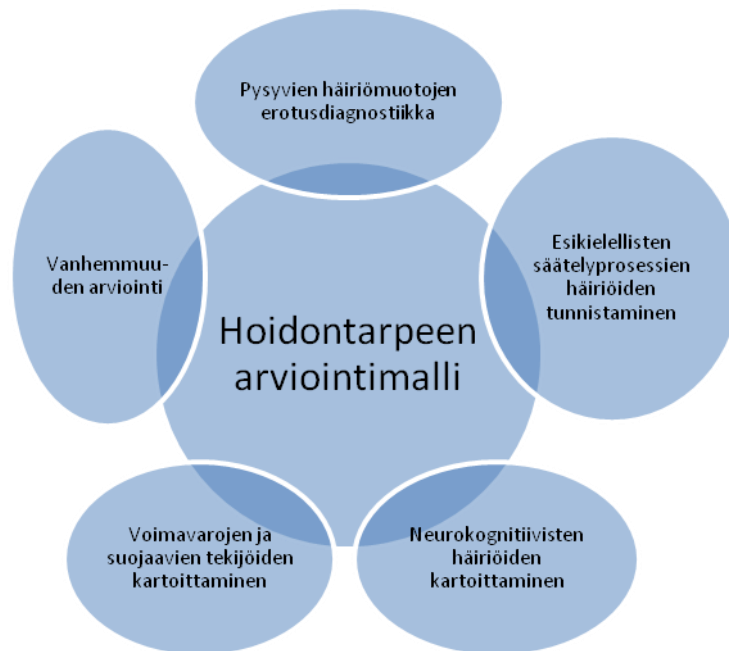 Pysyvien häiriömuotojen
erotusdiagnostiikka
Esikielellisten
säätelyprosessien
häiriöiden
tunnistaminen
Vanhemmuu-
den arviointi
Hoidontarpeen
arviointimalli
Voimavarojen ja
suojaavien tekijöiden
kartoittaminen
Neurokognitiivisten
häiriöiden
kartoittaminen